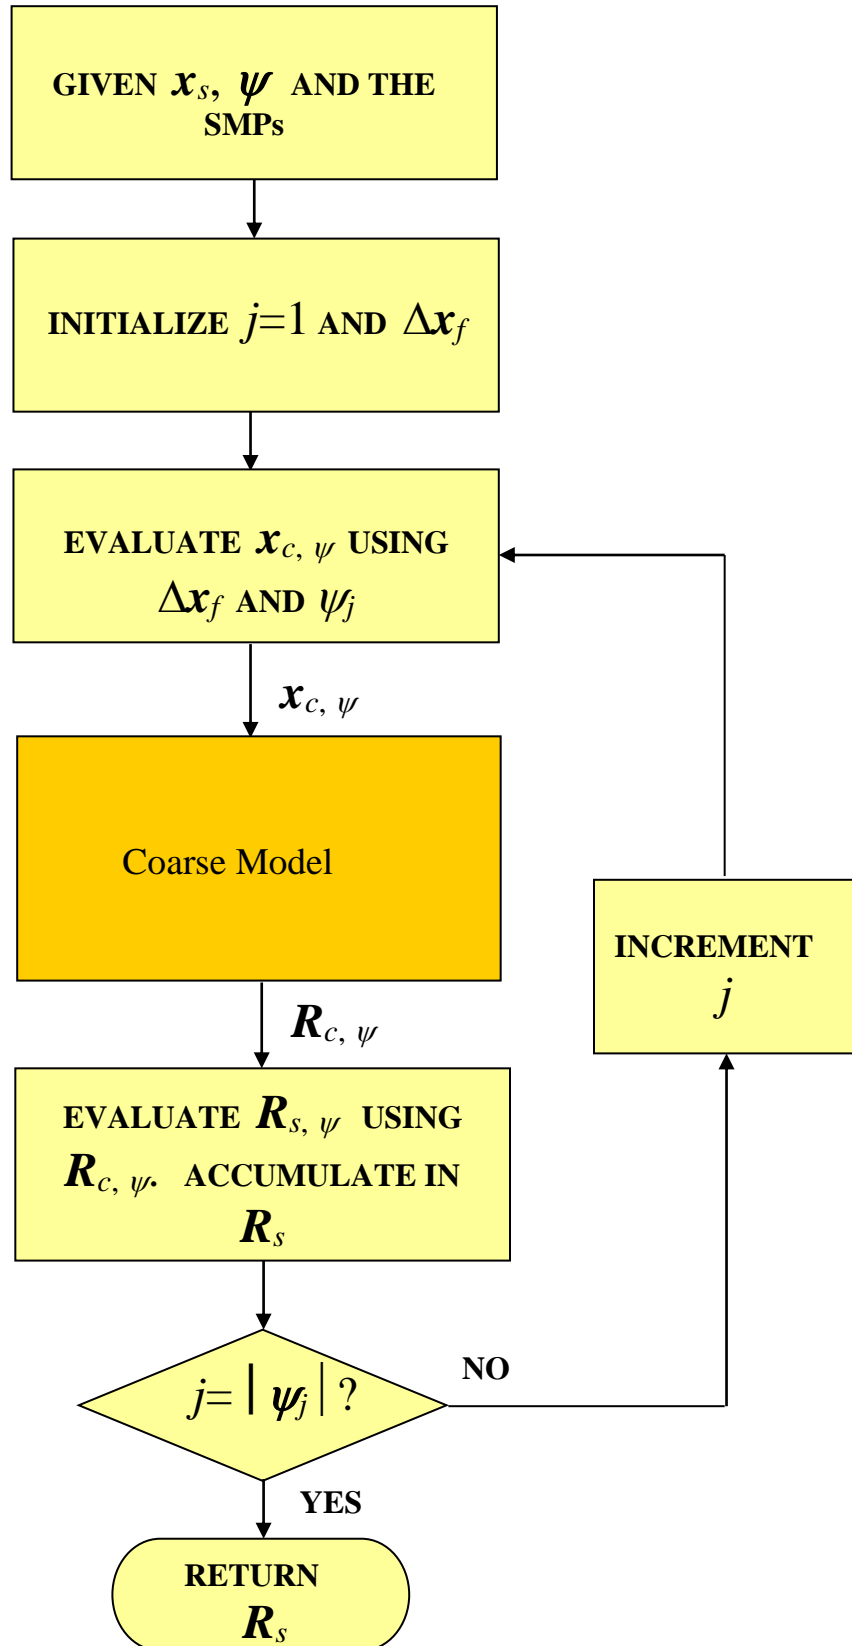 GIVEN xs, ψ AND THE
SMPs
INITIALIZE j=1 AND Δxf
EVALUATE xc, ψ USING
Δxf AND ψj
xc, ψ
Coarse Model
Rc, ψ
EVALUATE Rs, ψ USING
Rc, ψ. ACCUMULATE IN
Rs
j= | ψj | ?
NO
INCREMENT
j
YES
RETURN
Rs